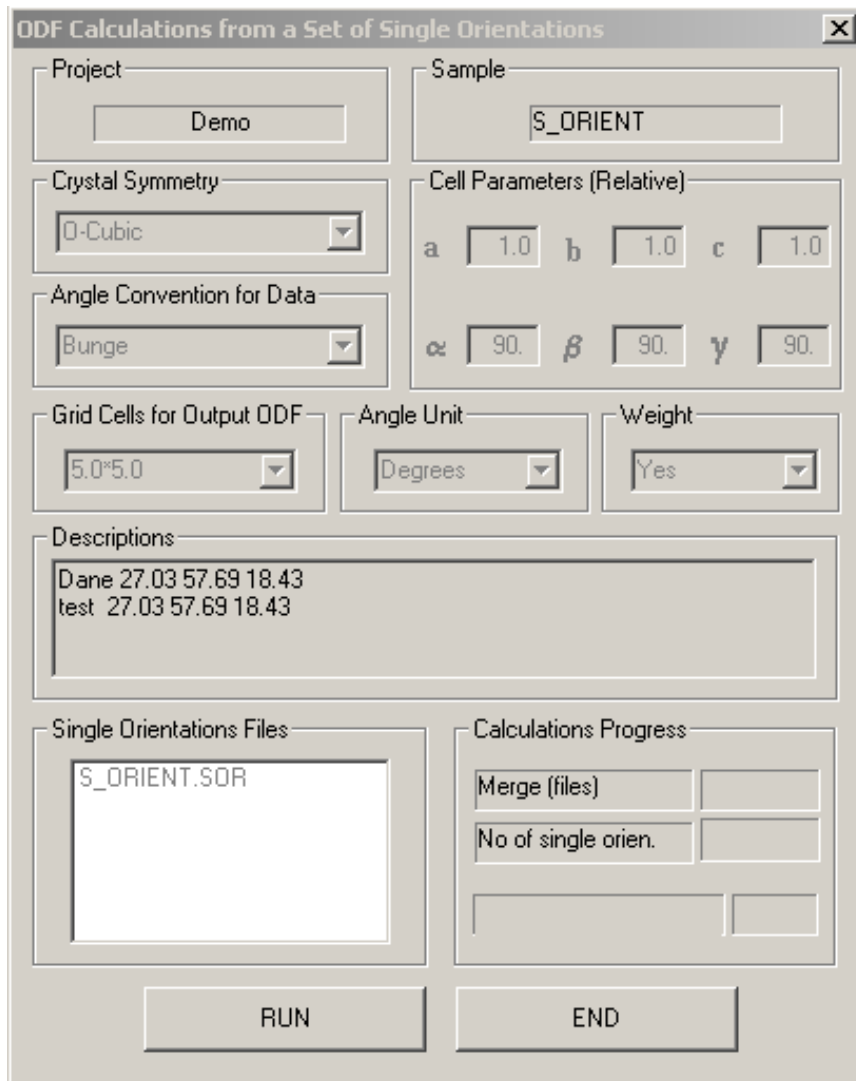 ODF Calculations from a Set of Single Orientations
Project
Demo
Sample
S_ORIENT
Crystal Symmetry
O-Cubic
Cell Parameters (Relative)
a 1.0 b 1.0 c 1.0
Angle Convention for Data
Bunge
α 90. β 90. γ 90.
Grid Cells for Output ODF
5.0*5.0
Angle Unit
Degrees
Weight
Yes
Descriptions
Dane 27.03 57.69 18.43
test 27.03 57.69 18.43
Single Orientations Files
S_ORIENT.SOR
Calculations Progress
Merge (files)
No of single orien.
RUN
END